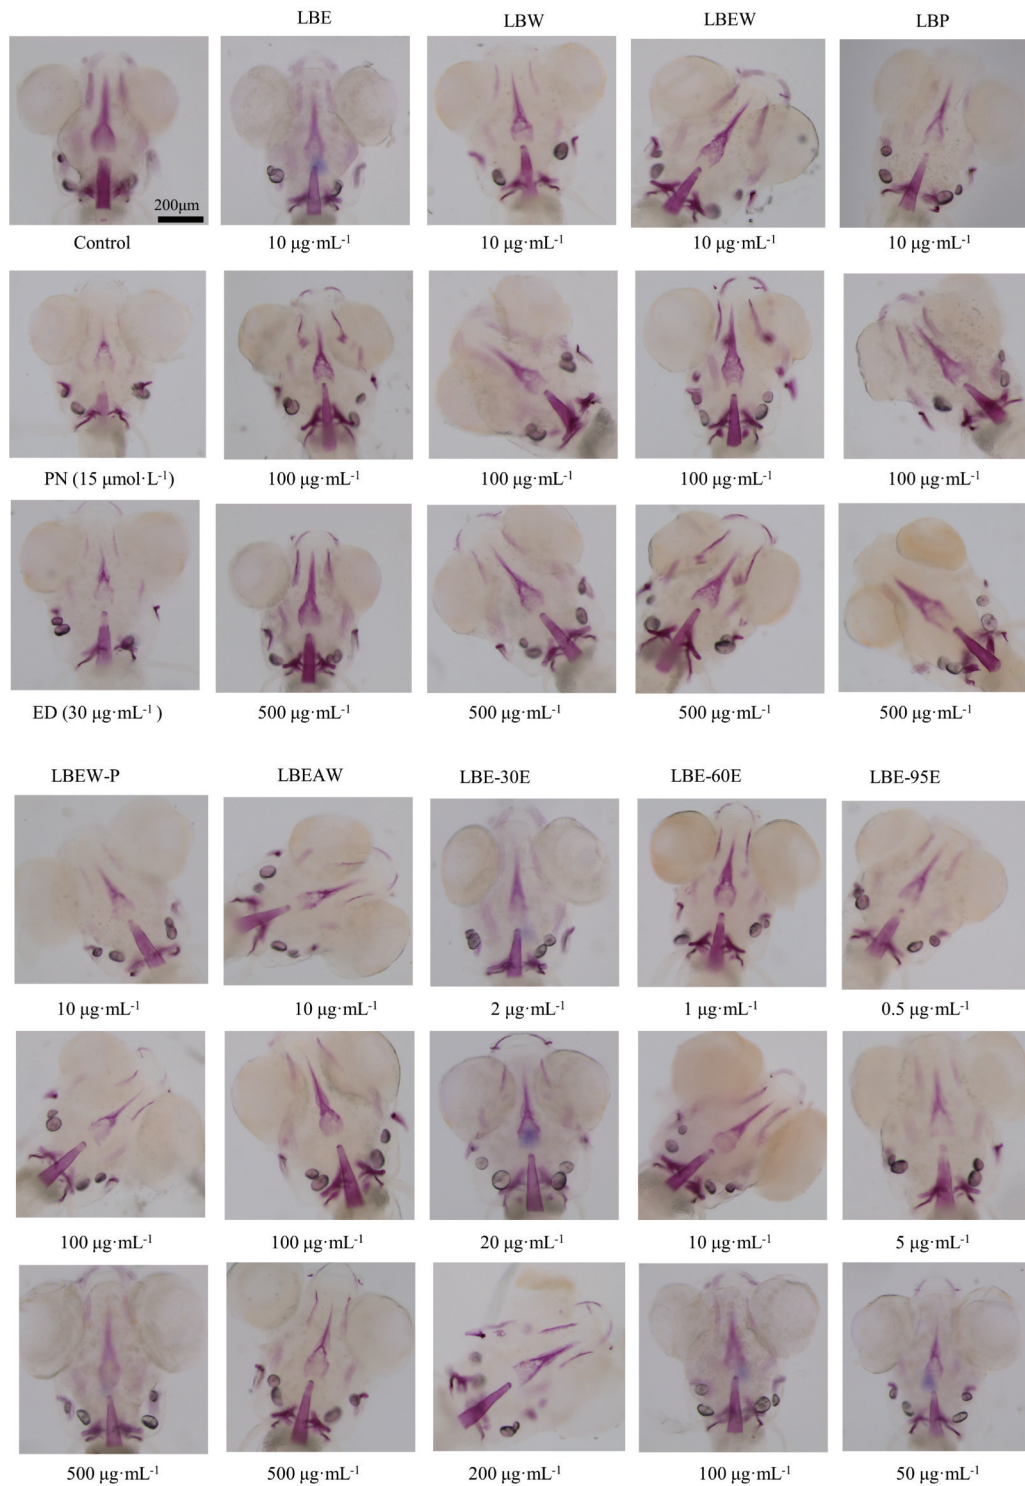 LBE LBW LBEW LBP
200μm
Control 10 μg·mL-1 10 μg·mL-1 10 μg·mL-1 10 μg·mL-1
PN (15 μmol·L-1) 100 μg·mL-1 100 μg·mL-1 100 μg·mL-1 100 μg·mL-1
ED (30 μg·mL-1 ) 500 μg·mL-1 500 μg·mL-1 500 μg·mL-1 500 μg·mL-1
LBEW-P LBEAW LBE-30E LBE-60E LBE-95E
10 μg·mL-1 10 μg·mL-1 2 μg·mL-1 1 μg·mL-1 0.5 μg·mL-1
100 μg·mL-1 100 μg·mL-1 20 μg·mL-1 10 μg·mL-1 5 μg·mL-1
500 μg·mL-1 500 μg·mL-1 200 μg·mL-1 100 μg·mL-1 50 μg·mL-1